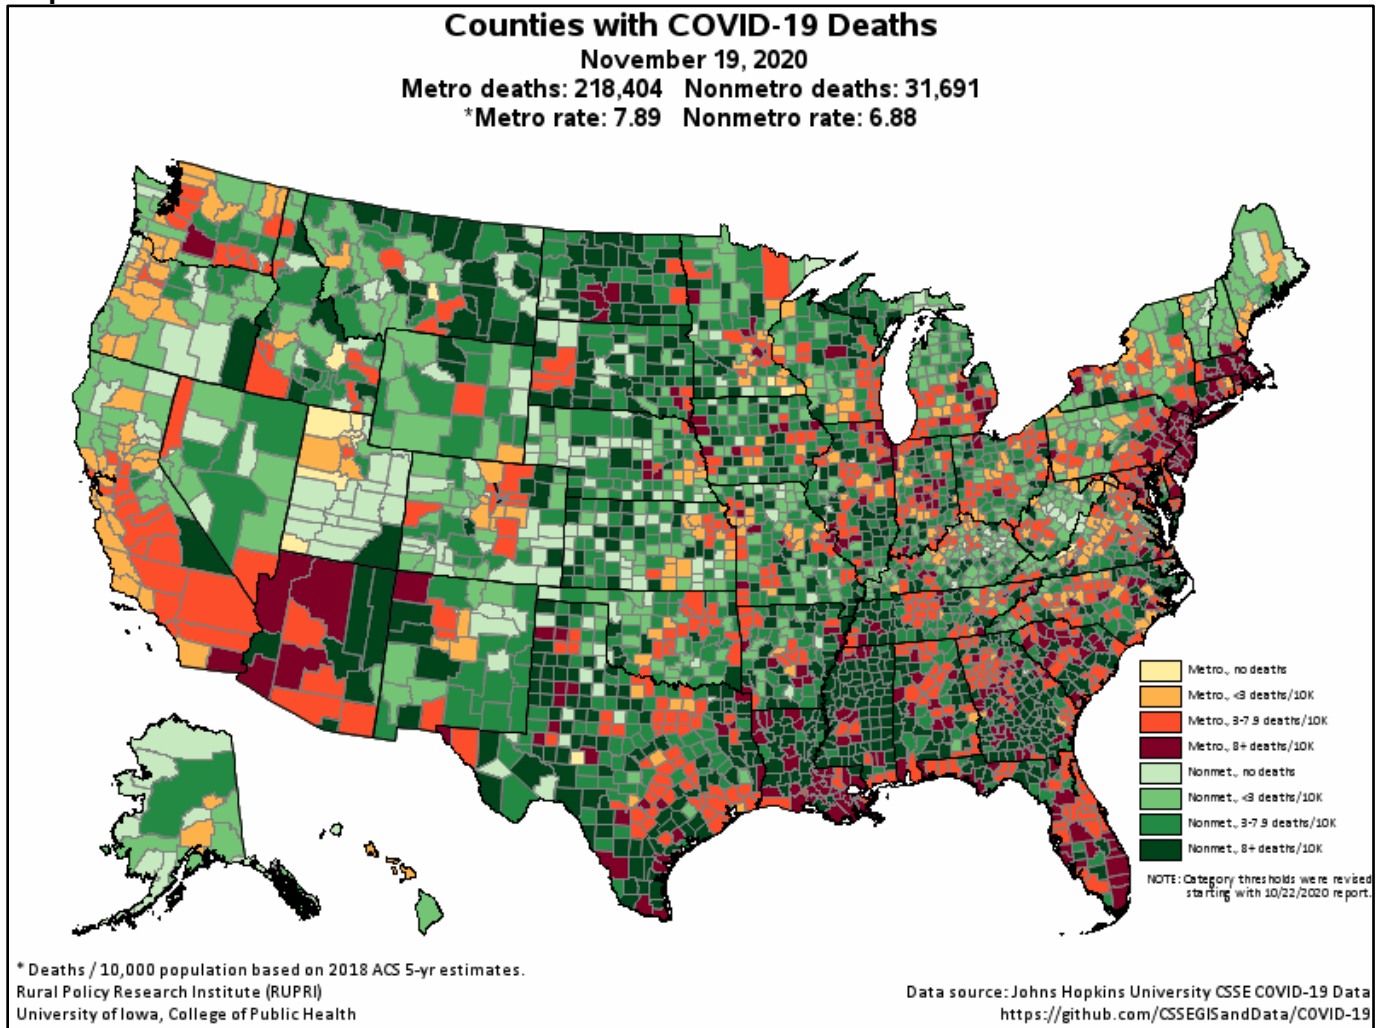 Counties with COVID-19 Deaths
November 19, 2020
Metro deaths: 218,404 Nonmetro deaths: 31,691
*Metro rate: 7.89 Nonmetro rate: 6.88
Metro., no deaths
Metro., <3 deaths/10K
Metro., 3-7.9 deaths/10K
Metro., 8+ deaths/10K
Nonmet., no deaths
Nonmet., <3 deaths/10K
Nonmet., 3-7.9 deaths/10K
Nonmet., 8+ deaths/10K
NOTE: Category thresholds were revised
starting with 10/22/2020 report.
* Deaths / 10,000 population based on 2018 ACS 5-yr estimates.
Rural Policy Research Institute (RUPRI)
University of Iowa, College of Public Health
Data source: Johns Hopkins University CSSE COVID-19 Data
https://github.com/CSSEGISandData/COVID-19